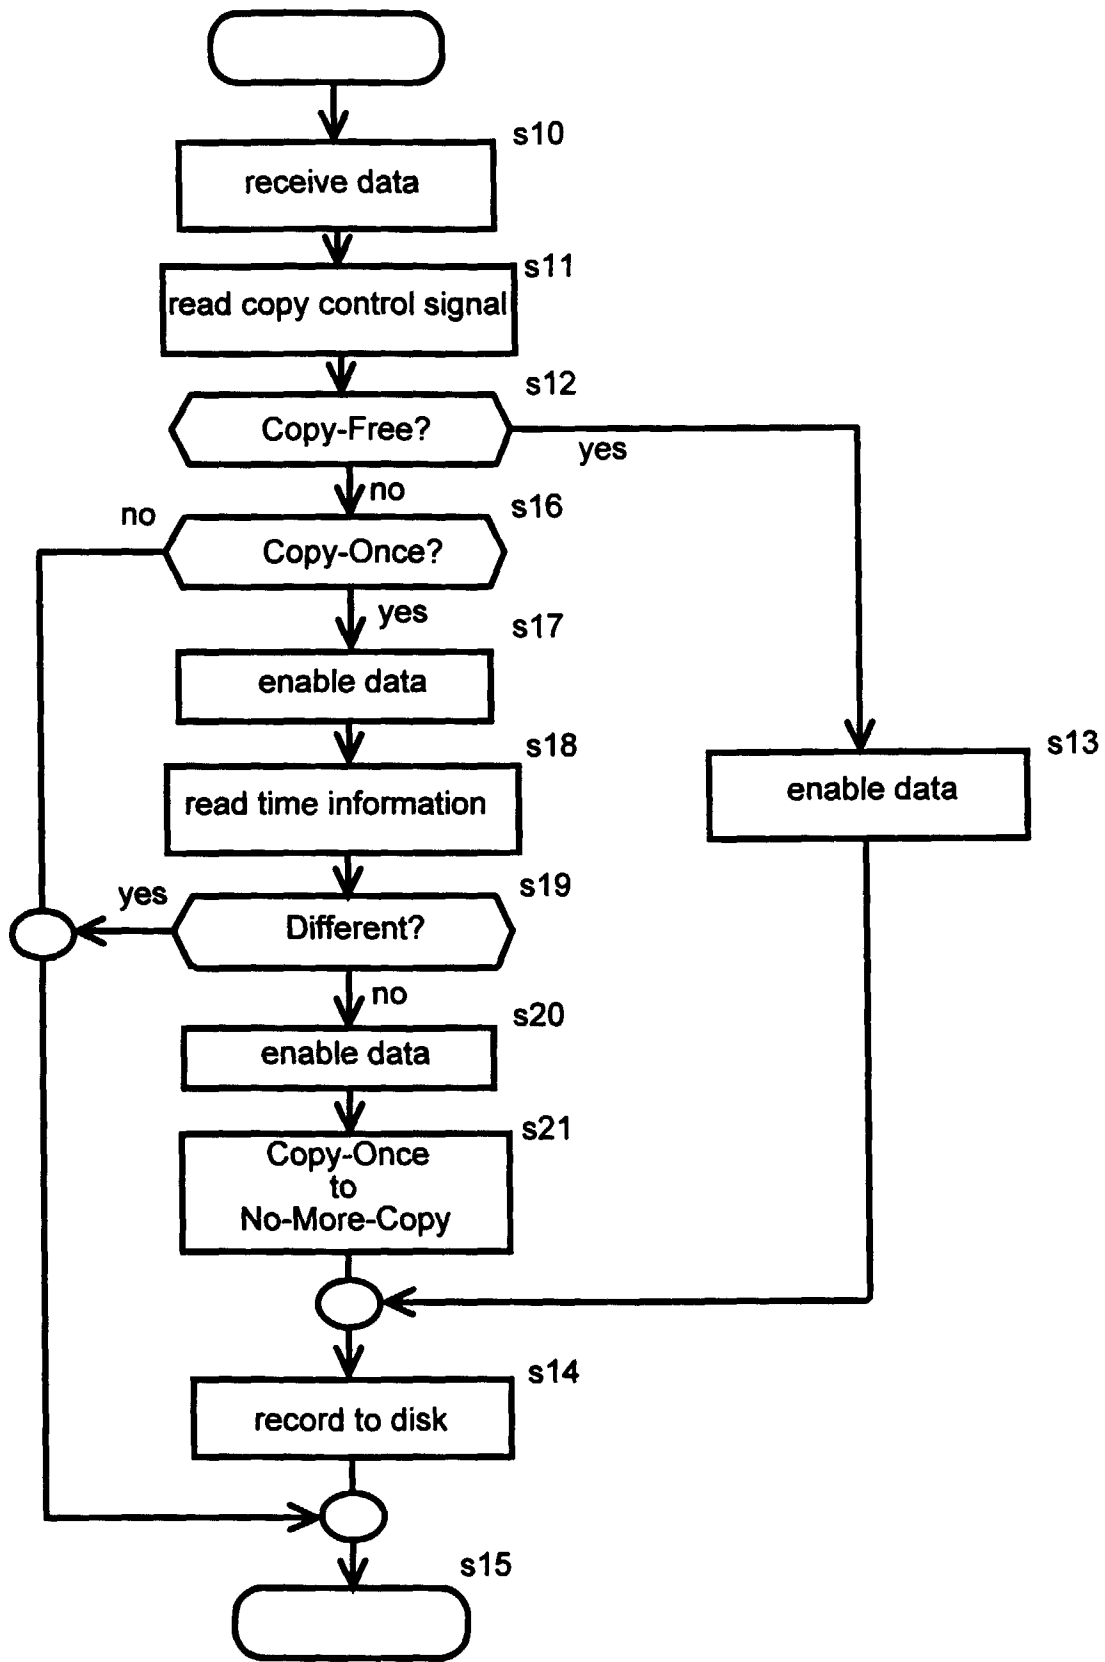 s10
receive data
s11
read copy control signal
s12
Copy-Free?
yes
no
s16
no
Copy-Once?
yes
s17
enable data
s18
read time information
s13
enable data
s19
yes
Different?
no
s20
enable data
s21
Copy-Once
to
No-More-Copy
s14
record to disk
s15